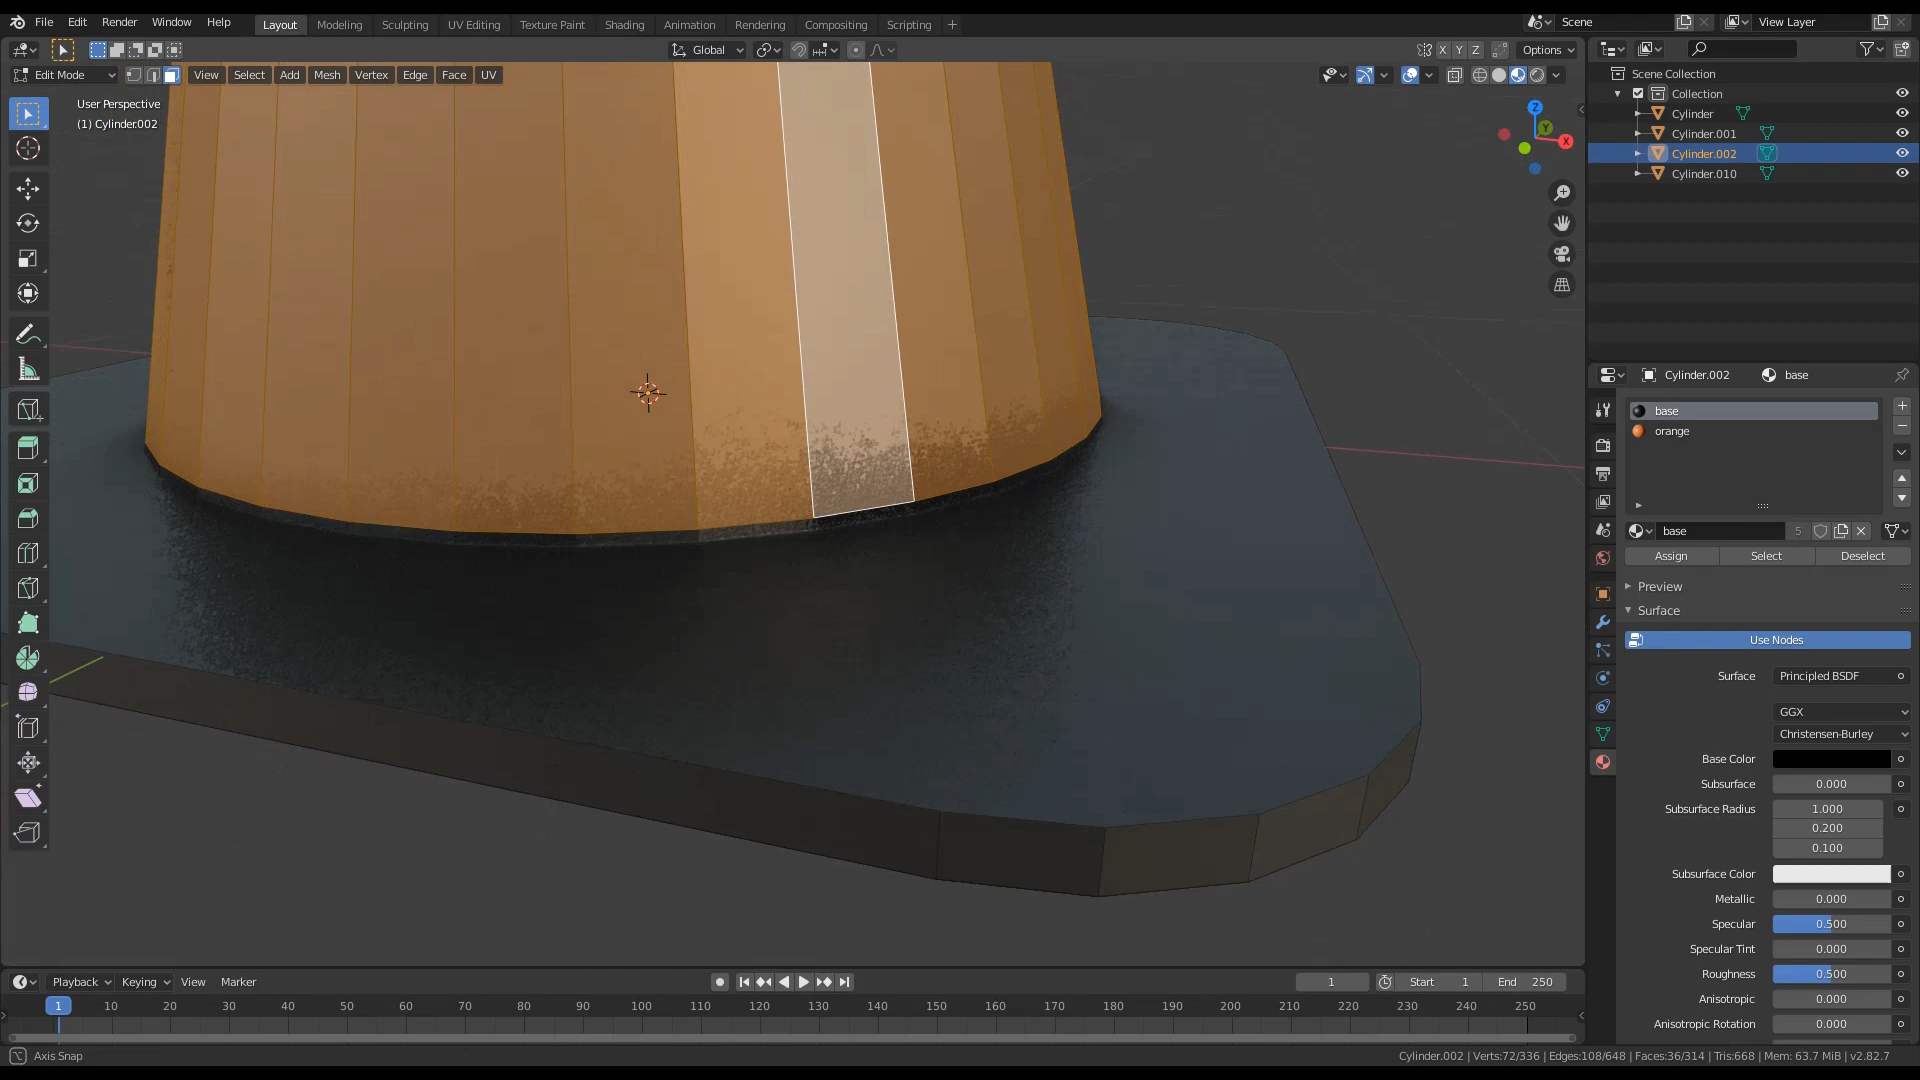 File Edit Render Window Help Layout Modeling Sculpting UV Editing Texture Paint Shading Animation Rendering Compositing Scripting + Scene View Layer
Global X Y Z Options
Edit Mode View Select Add Mesh Vertex Edge Face UV
User Perspective
(1) Cylinder.002
Z
Y
X
Scene Collection
Collection
Cylinder
Cylinder.001
Cylinder.002
Cylinder.010
Cylinder.002 base
base
orange
base 5
Assign Select Deselect
Preview
Surface
Use Nodes
Surface Principled BSDF
GGX
Christensen-Burley
Base Color
Subsurface 0.000
Subsurface Radius 1.000
0.200
0.100
Subsurface Color
Metallic 0.000
Specular 0.500
Specular Tint 0.000
Roughness 0.500
Anisotropic 0.000
Anisotropic Rotation 0.000
Playback Keying View Marker 1 Start 1 End 250
1 10 20 30 40 50 60 70 80 90 100 110 120 130 140 150 160 170 180 190 200 210 220 230 240 250
Axis Snap
Cylinder.002 | Verts:72/336 | Edges:108/648 | Faces:36/314 | Tris:668 | Mem: 63.7 MiB | v2.82.7